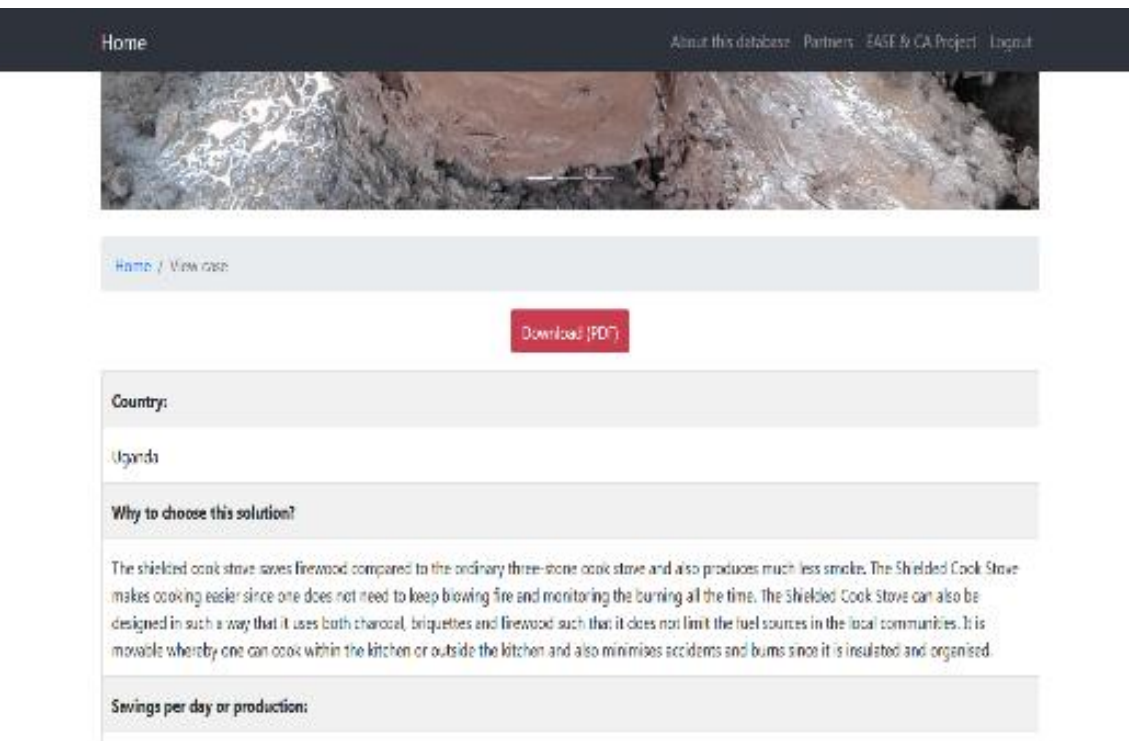 Home
About this database Partners EASE & CA Project Logout
Home / View case
Download (PDF)
Country:
Uganda
Why to choose this solution?
The shielded cook stove saves firewood compared to the ordinary three-stone cook stove and also produces much less smoke. The Shielded Cook Stove
makes cooking easier since one does not need to keep blowing fire and monitoring the burning all the time. The Shielded Cook Stove can also be
designed in such a way that it uses both charcoal, briquettes and firewood such that it does not limit the fuel sources in the local communities. It is
movable whereby one can cook within the kitchen or outside the kitchen and also minimises accidents and burns since it is insulated and organised.
Savings per day or production: